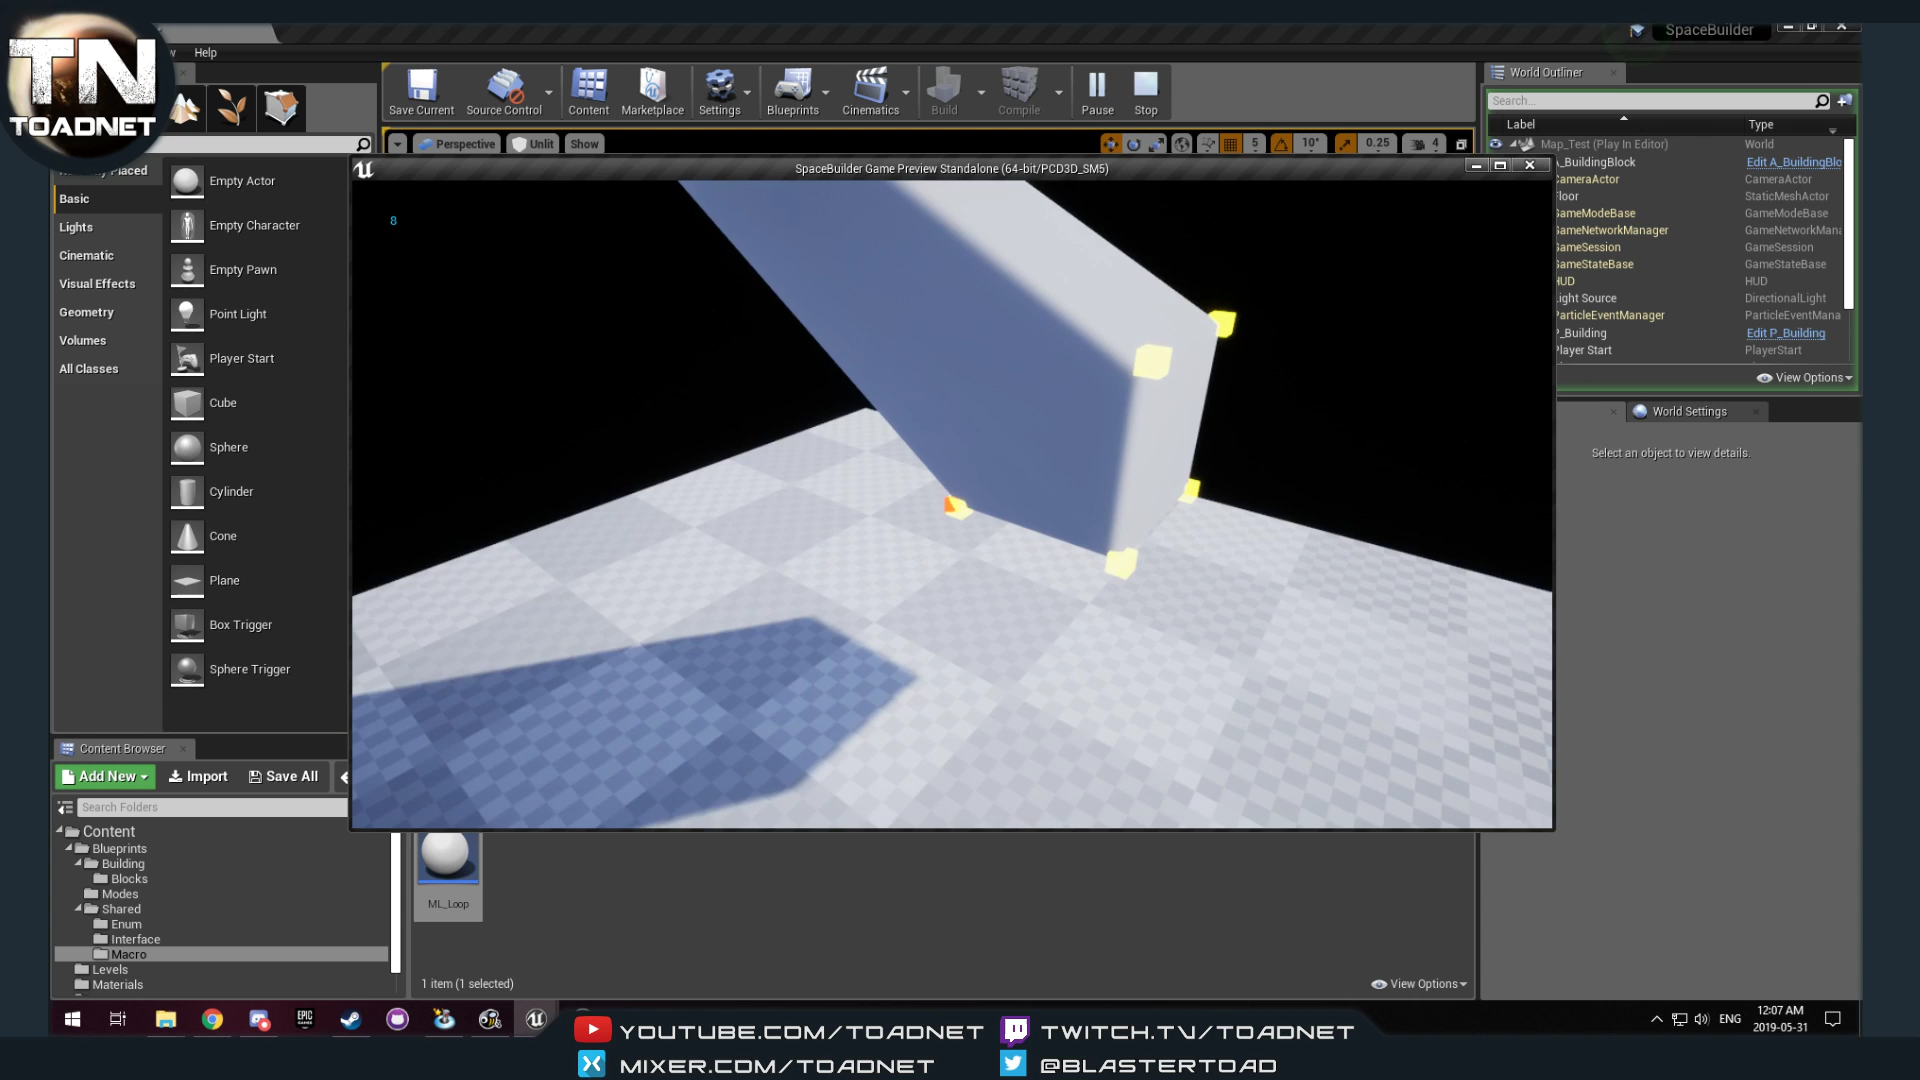 TN
TOADNET
Help
SpaceBuilder
Save Current
Source Control
Content
Marketplace
Settings
Blueprints
Cinematics
Build
Compile
Pause
Stop
World Outliner
Search...
Label
Type
Perspective
Unlit
Show
5
10°
0.25
4
Map_Test (Play In Editor)
World
A_BuildingBlock
Edit A_BuildingBlo
CameraActor
CameraActor
Floor
StaticMeshActor
GameModeBase
GameModeBase
GameNetworkManager
GameNetworkMana
GameSession
GameSession
GameStateBase
GameStateBase
HUD
HUD
Light Source
DirectionalLight
ParticleEventManager
ParticleEventMana
P_Building
Edit P_Building
Player Start
PlayerStart
View Options
World Settings
Select an object to view details.
SpaceBuilder Game Preview Standalone (64-bit/PCD3D_SM5)
8
Placed
Basic
Lights
Cinematic
Visual Effects
Geometry
Volumes
All Classes
Empty Actor
Empty Character
Empty Pawn
Point Light
Player Start
Cube
Sphere
Cylinder
Cone
Plane
Box Trigger
Sphere Trigger
Content Browser
Add New
Import
Save All
Search Folders
Content
Blueprints
Building
Blocks
Modes
Shared
Enum
Interface
Macro
Levels
Materials
ML_Loop
1 item (1 selected)
View Options
EPIC
GAMES
ENG
12:07 AM
2019-05-31
YOUTUBE.COM/TOADNET
TWITCH.TV/TOADNET
MIXER.COM/TOADNET
@BLASTERTOAD